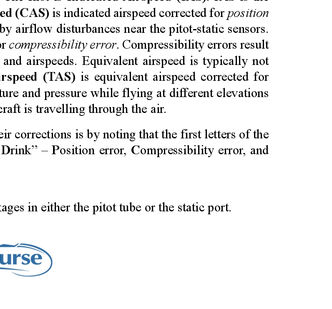 ed (CAS) is indicated airspeed corrected for position
by airflow disturbances near the pitot-static sensors.
or compressibility error. Compressibility errors result
and airspeeds. Equivalent airspeed is typically not
rspeed (TAS) is equivalent airspeed corrected for
ture and pressure while flying at different elevations
craft is travelling through the air.
eir corrections is by noting that the first letters of the
Drink” – Position error, Compressibility error, and
ages in either the pitot tube or the static port.
urse